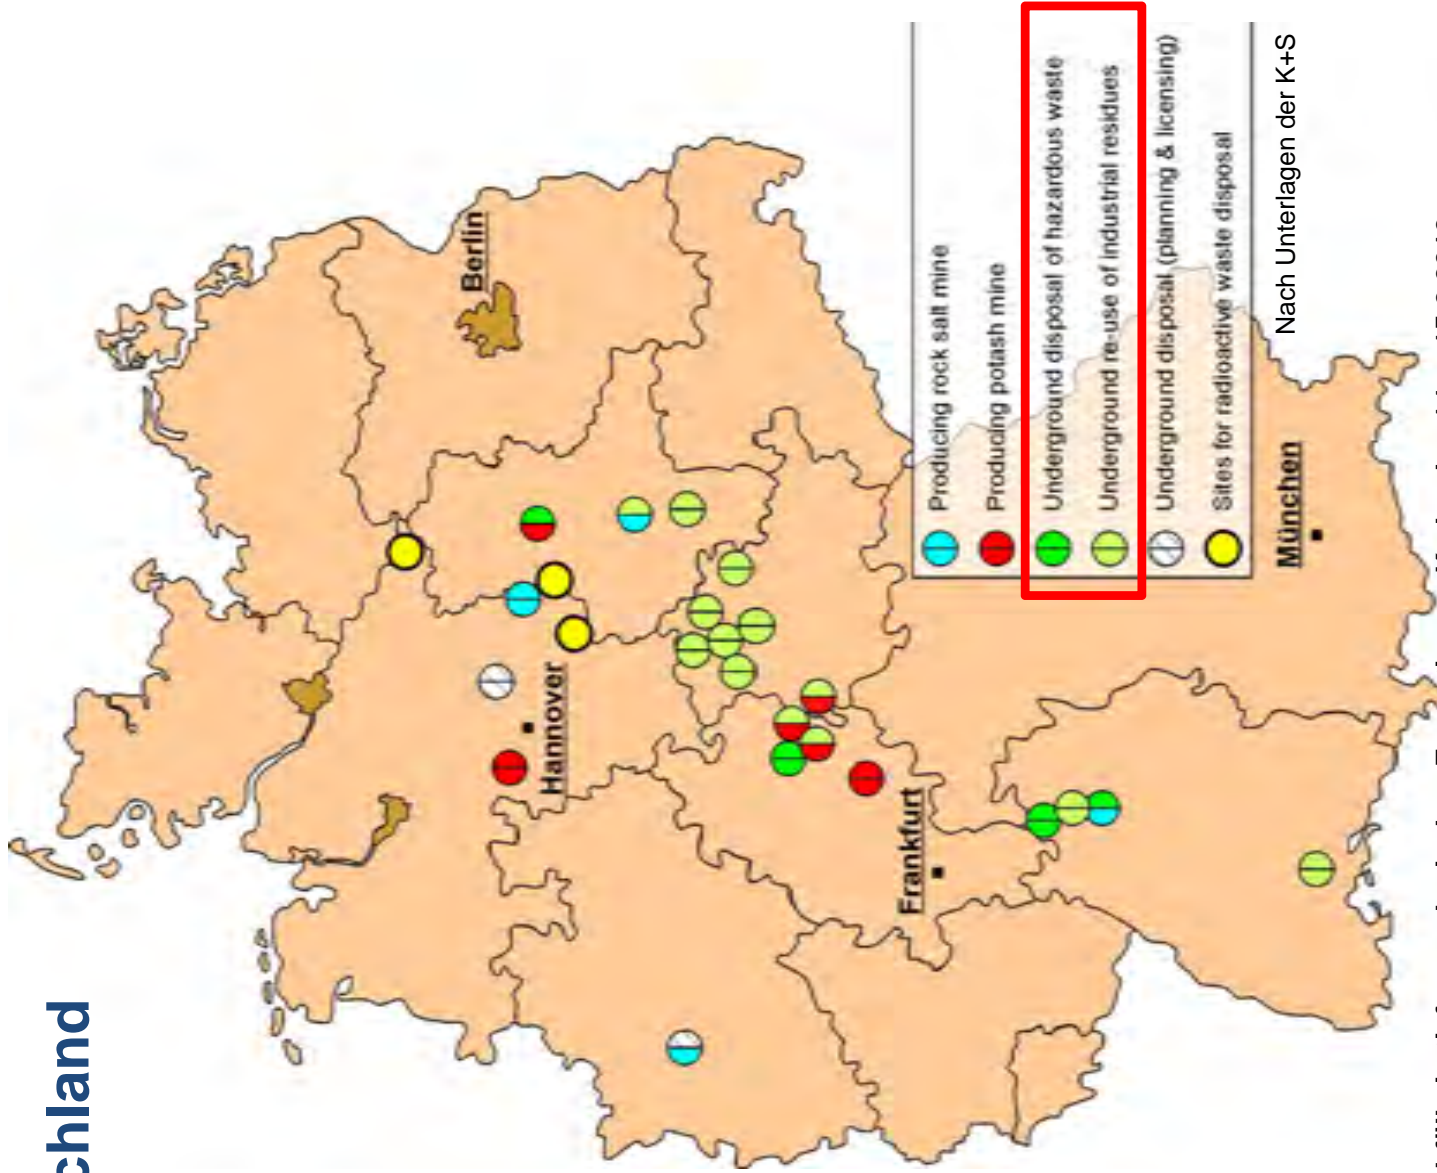 chland
Berlin
Hannover
Frankfurt
München
Producing rock salt mine
Producing potash mine
Underground disposal of hazardous waste
Underground re-use of industrial residues
Underground disposal (planning & licensing)
Sites for radioactive waste disposal
Nach Unterlagen der K+S